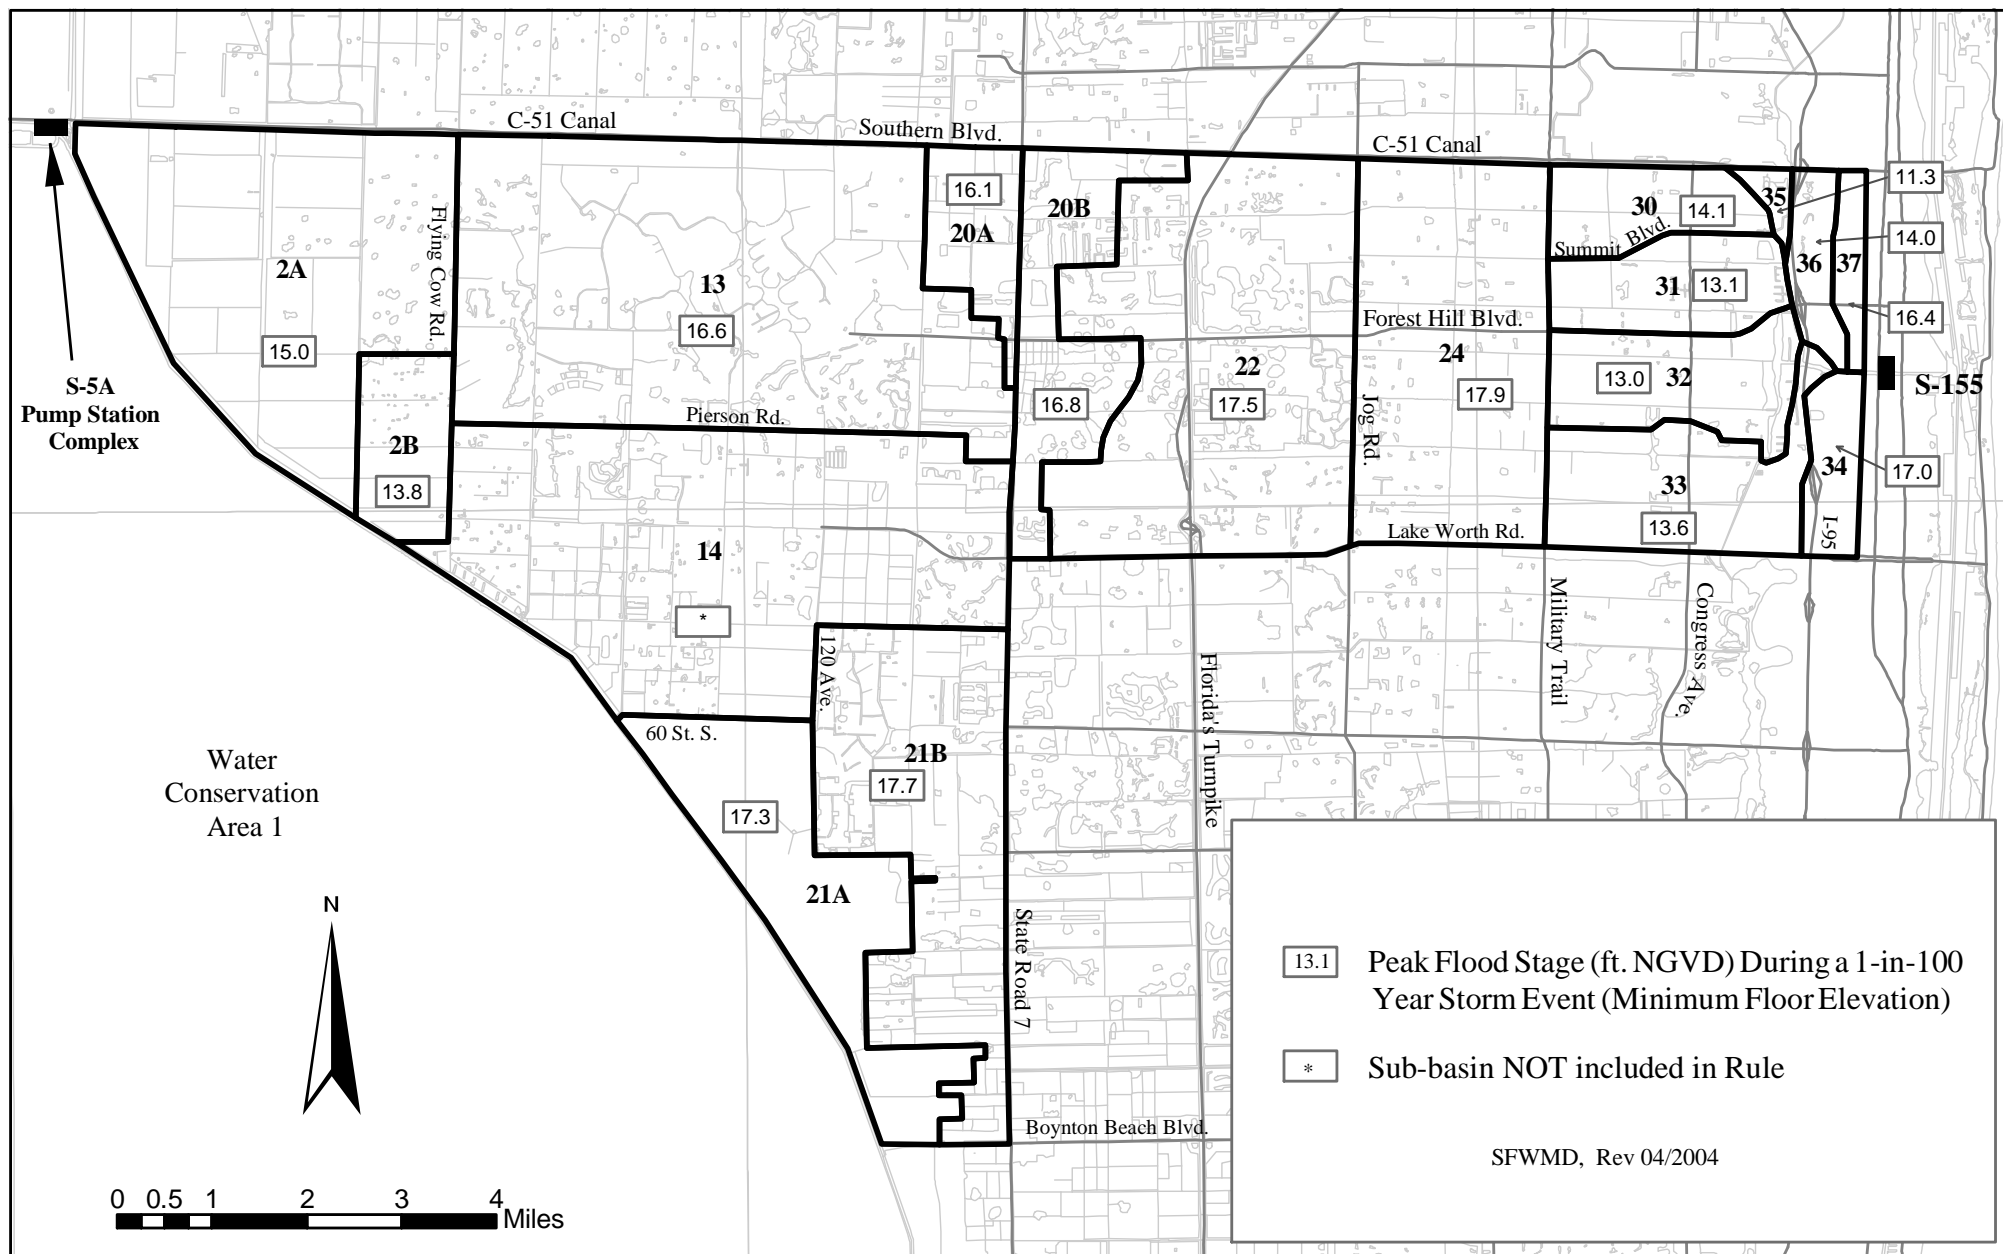 C-51 Canal
Southern Blvd.
C-51 Canal
S-5A
Pump Station
Complex
Flying Cow Rd.
2A
15.0
2B
13.8
13
16.6
16.1
20A
20B
16.8
Pierson Rd.
14
*
120 Ave.
60 St. S.
21B
17.7
17.3
21A
State Road 7
Boynton Beach Blvd.
Florida's Turnpike
22
17.5
Forest Hill Blvd.
24
17.9
Jog Rd.
Lake Worth Rd.
Military Trail
Congress Ave.
30
14.1
Summit Blvd.
31
13.1
13.0
32
33
13.6
35
36
37
34
I-95
11.3
14.0
16.4
S-155
17.0
Water
Conservation
Area 1
N
0 0.5 1 2 3 4
Miles
13.1 Peak Flood Stage (ft. NGVD) During a 1-in-100
Year Storm Event (Minimum Floor Elevation)
* Sub-basin NOT included in Rule
SFWMD, Rev 04/2004